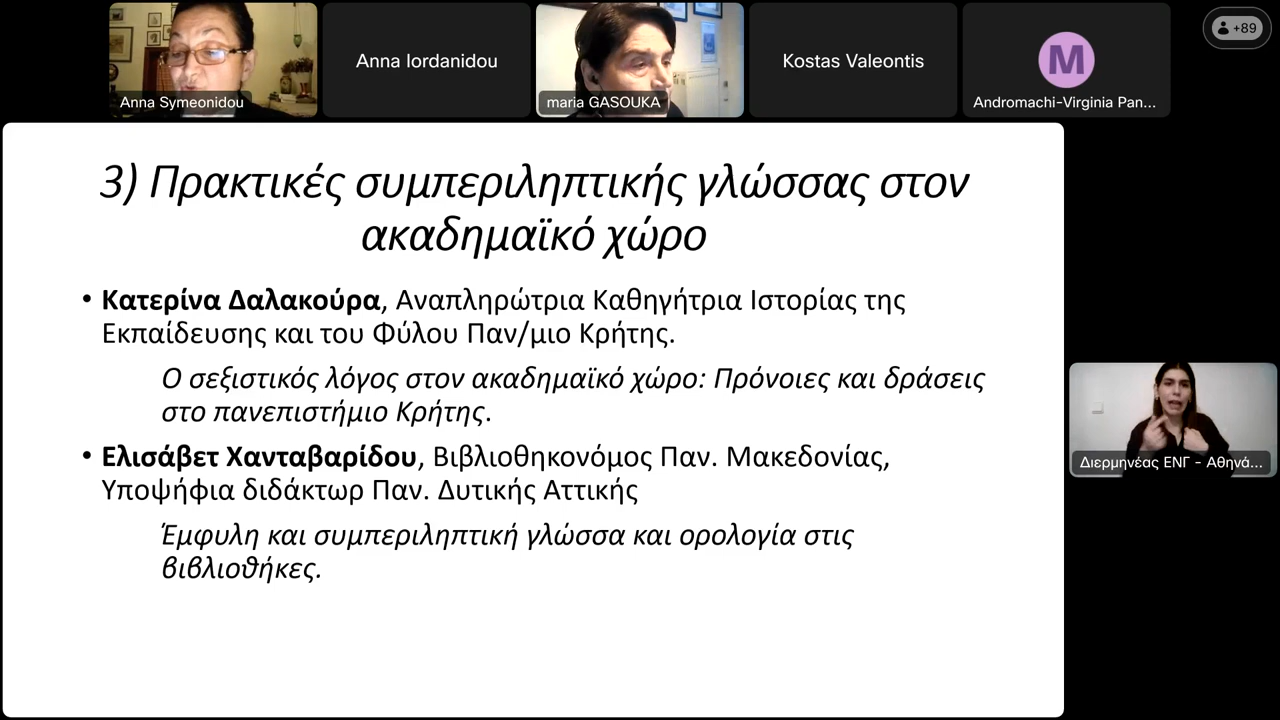 Anna Symeonidou
Anna Iordanidou
maria GASOUKA
Kostas Valeontis
M
Andromachi-Virginia Pan...
+89
3) Πρακτικές συμπεριληπτικής γλώσσας στον
ακαδημαϊκό χώρο
• Κατερίνα Δαλακούρα, Αναπληρώτρια Καθηγήτρια Ιστορίας της
Εκπαίδευσης και του Φύλου Παν/μιο Κρήτης.
Ο σεξιστικός λόγος στον ακαδημαϊκό χώρο: Πρόνοιες και δράσεις
στο πανεπιστήμιο Κρήτης.
• Ελισάβετ Χανταβαρίδου, Βιβλιοθηκονόμος Παν. Μακεδονίας,
Υποψήφια διδάκτωρ Παν. Δυτικής Αττικής
Έμφυλη και συμπεριληπτική γλώσσα και ορολογία στις
βιβλιοθήκες.
Διερμηνέας ΕΝΓ - Αθηνά...